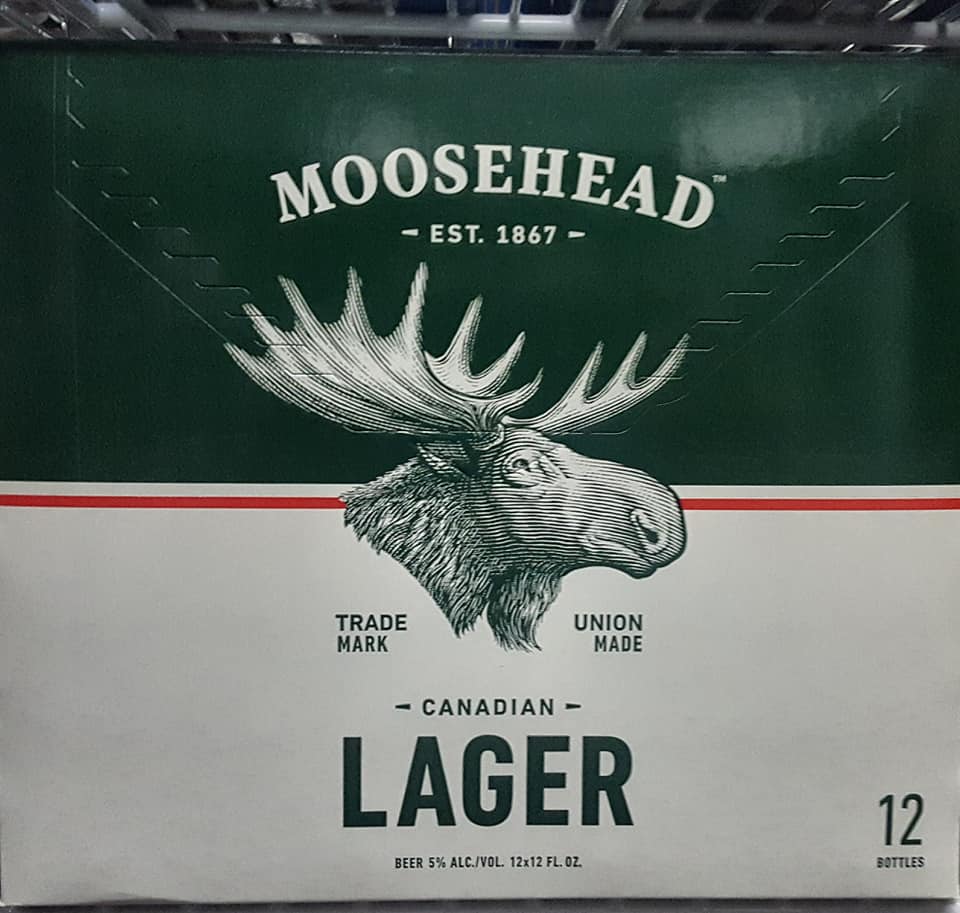 MOOSEHEAD™
- EST. 1867 -
TRADE MARK
UNION MADE
- CANADIAN -
LAGER
BEER 5% ALC./VOL. 12x12 FL. OZ.
12
BOTTLES